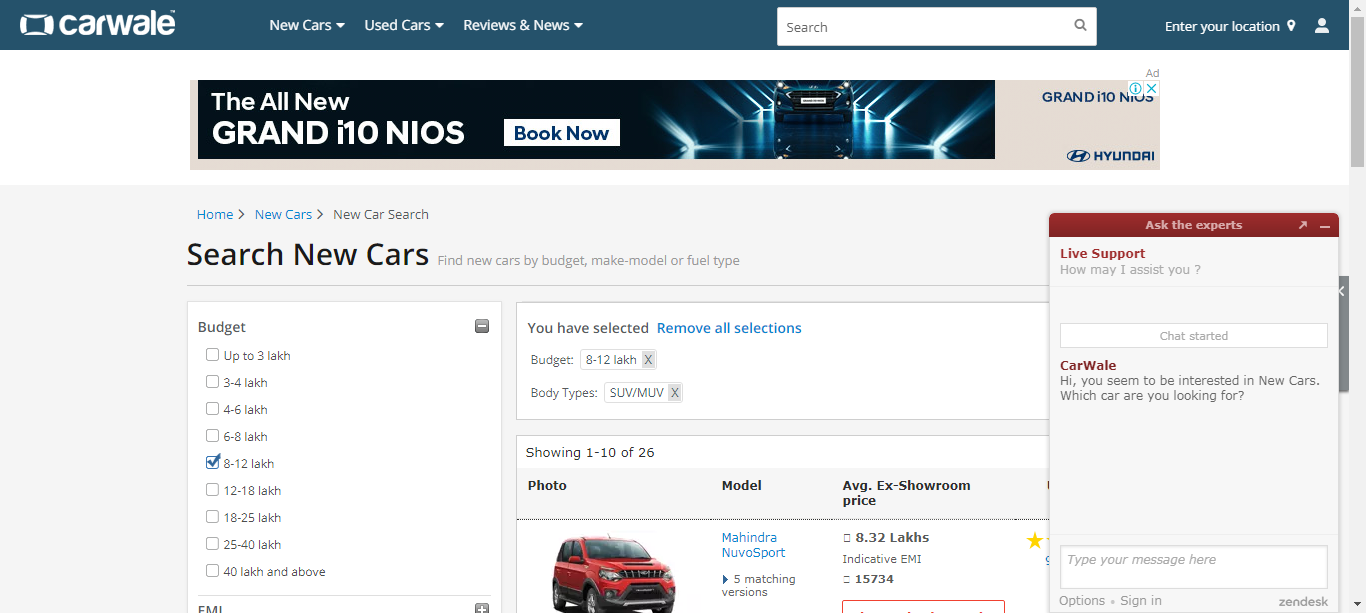 carwale™
New Cars
Used Cars
Reviews & News
Search
Enter your location
Ad
The All New
GRAND i10 NIOS
Book Now
GRAND i10 NIOS
HYUNDAI
Home
New Cars
New Car Search
Search New Cars
Find new cars by budget, make-model or fuel type
Budget
Up to 3 lakh
3-4 lakh
4-6 lakh
6-8 lakh
8-12 lakh
12-18 lakh
18-25 lakh
25-40 lakh
40 lakh and above
EMI
You have selected Remove all selections
Budget: 8-12 lakh X
Body Types: SUV/MUV X
Showing 1-10 of 26
Photo
Model
Avg. Ex-Showroom
price
Mahindra
NuvoSport
5 matching
versions
8.32 Lakhs
Indicative EMI
15734
Ask the experts
Live Support
How may I assist you ?
Chat started
CarWale
Hi, you seem to be interested in New Cars.
Which car are you looking for?
Type your message here
Options • Sign in
zendesk